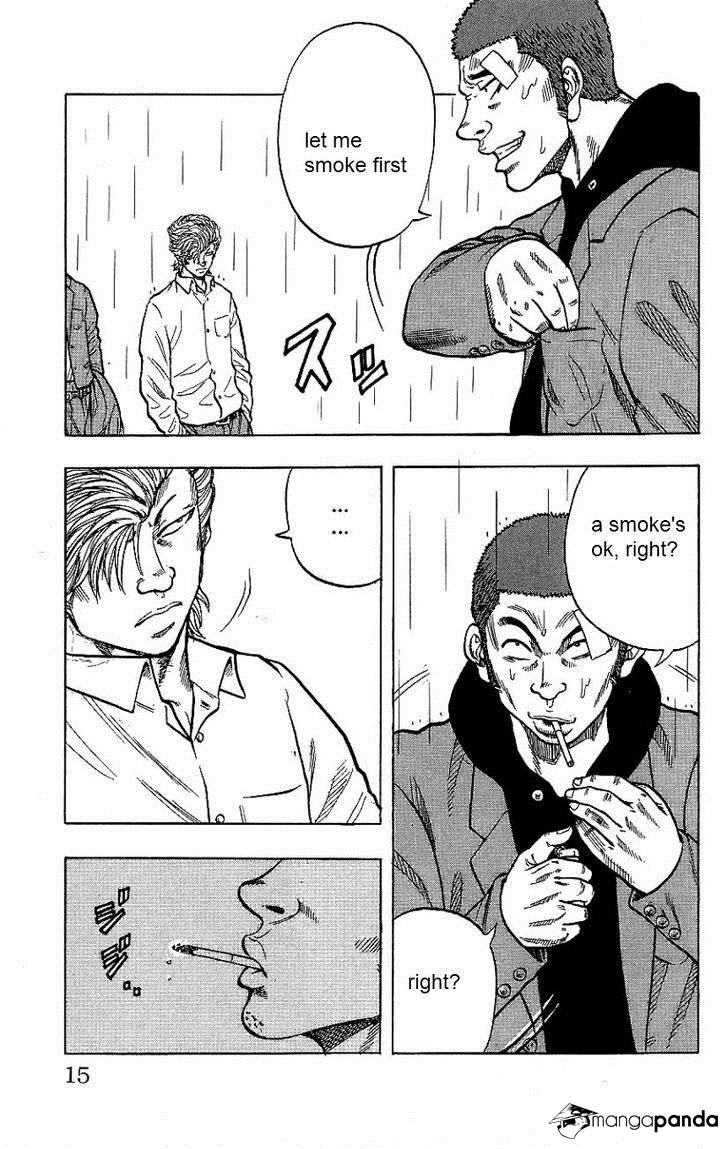 let me
smoke first
スッ
a smoke's
ok, right?
...
...
right?
ジジ...
15
mangapanda